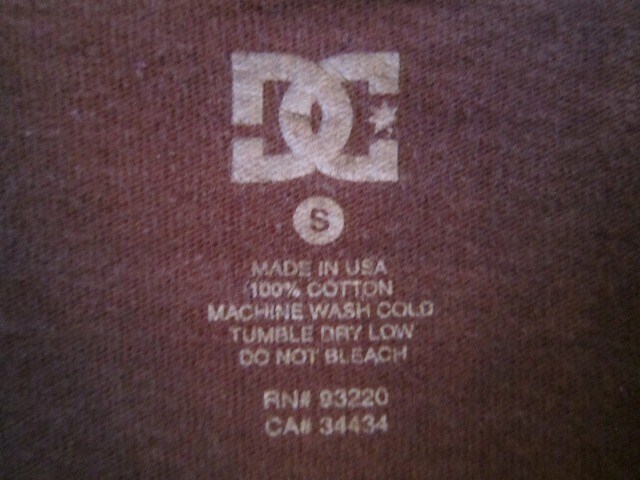 DC
S
MADE IN USA
100% COTTON
MACHINE WASH COLD
TUMBLE DRY LOW
DO NOT BLEACH
RN# 93220
CA# 34434